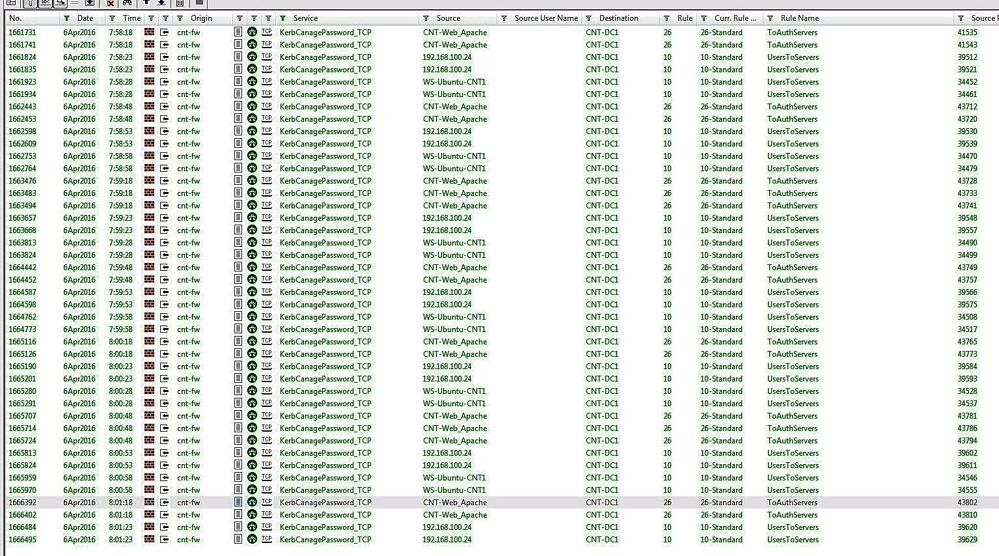 No. Date Time Origin Service Source Source User Name Destination Rule Curr. Rule ... Rule Name Source P
1661731 6Apr2016 7:58:18 cnt-fw TCP KerbCanagePassword_TCP CNT-Web_Apache CNT-DC1 26 26-Standard ToAuthServers 41535
1661741 6Apr2016 7:58:18 cnt-fw TCP KerbCanagePassword_TCP CNT-Web_Apache CNT-DC1 26 26-Standard ToAuthServers 41543
1661824 6Apr2016 7:58:23 cnt-fw TCP KerbCanagePassword_TCP 192.168.100.24 CNT-DC1 10 10-Standard UsersToServers 39512
1661835 6Apr2016 7:58:23 cnt-fw TCP KerbCanagePassword_TCP 192.168.100.24 CNT-DC1 10 10-Standard UsersToServers 39521
1661923 6Apr2016 7:58:28 cnt-fw TCP KerbCanagePassword_TCP WS-Ubuntu-CNT1 CNT-DC1 10 10-Standard UsersToServers 34452
1661934 6Apr2016 7:58:28 cnt-fw TCP KerbCanagePassword_TCP WS-Ubuntu-CNT1 CNT-DC1 10 10-Standard UsersToServers 34461
1662443 6Apr2016 7:58:48 cnt-fw TCP KerbCanagePassword_TCP CNT-Web_Apache CNT-DC1 26 26-Standard ToAuthServers 43712
1662453 6Apr2016 7:58:48 cnt-fw TCP KerbCanagePassword_TCP CNT-Web_Apache CNT-DC1 26 26-Standard ToAuthServers 43720
1662598 6Apr2016 7:58:53 cnt-fw TCP KerbCanagePassword_TCP 192.168.100.24 CNT-DC1 10 10-Standard UsersToServers 39530
1662609 6Apr2016 7:58:53 cnt-fw TCP KerbCanagePassword_TCP 192.168.100.24 CNT-DC1 10 10-Standard UsersToServers 39539
1662753 6Apr2016 7:58:58 cnt-fw TCP KerbCanagePassword_TCP WS-Ubuntu-CNT1 CNT-DC1 10 10-Standard UsersToServers 34470
1662764 6Apr2016 7:58:58 cnt-fw TCP KerbCanagePassword_TCP WS-Ubuntu-CNT1 CNT-DC1 10 10-Standard UsersToServers 34479
1663476 6Apr2016 7:59:18 cnt-fw TCP KerbCanagePassword_TCP CNT-Web_Apache CNT-DC1 26 26-Standard ToAuthServers 43728
1663483 6Apr2016 7:59:18 cnt-fw TCP KerbCanagePassword_TCP CNT-Web_Apache CNT-DC1 26 26-Standard ToAuthServers 43733
1663494 6Apr2016 7:59:18 cnt-fw TCP KerbCanagePassword_TCP CNT-Web_Apache CNT-DC1 26 26-Standard ToAuthServers 43741
1663657 6Apr2016 7:59:23 cnt-fw TCP KerbCanagePassword_TCP 192.168.100.24 CNT-DC1 10 10-Standard UsersToServers 39548
1663668 6Apr2016 7:59:23 cnt-fw TCP KerbCanagePassword_TCP 192.168.100.24 CNT-DC1 10 10-Standard UsersToServers 39557
1663813 6Apr2016 7:59:28 cnt-fw TCP KerbCanagePassword_TCP WS-Ubuntu-CNT1 CNT-DC1 10 10-Standard UsersToServers 34490
1663824 6Apr2016 7:59:28 cnt-fw TCP KerbCanagePassword_TCP WS-Ubuntu-CNT1 CNT-DC1 10 10-Standard UsersToServers 34499
1664442 6Apr2016 7:59:48 cnt-fw TCP KerbCanagePassword_TCP CNT-Web_Apache CNT-DC1 26 26-Standard ToAuthServers 43749
1664452 6Apr2016 7:59:48 cnt-fw TCP KerbCanagePassword_TCP CNT-Web_Apache CNT-DC1 26 26-Standard ToAuthServers 43757
1664587 6Apr2016 7:59:53 cnt-fw TCP KerbCanagePassword_TCP 192.168.100.24 CNT-DC1 10 10-Standard UsersToServers 39566
1664598 6Apr2016 7:59:53 cnt-fw TCP KerbCanagePassword_TCP 192.168.100.24 CNT-DC1 10 10-Standard UsersToServers 39575
1664762 6Apr2016 7:59:58 cnt-fw TCP KerbCanagePassword_TCP WS-Ubuntu-CNT1 CNT-DC1 10 10-Standard UsersToServers 34508
1664773 6Apr2016 7:59:58 cnt-fw TCP KerbCanagePassword_TCP WS-Ubuntu-CNT1 CNT-DC1 10 10-Standard UsersToServers 34517
1665116 6Apr2016 8:00:18 cnt-fw TCP KerbCanagePassword_TCP CNT-Web_Apache CNT-DC1 26 26-Standard ToAuthServers 43765
1665126 6Apr2016 8:00:18 cnt-fw TCP KerbCanagePassword_TCP CNT-Web_Apache CNT-DC1 26 26-Standard ToAuthServers 43773
1665190 6Apr2016 8:00:23 cnt-fw TCP KerbCanagePassword_TCP 192.168.100.24 CNT-DC1 10 10-Standard UsersToServers 39584
1665201 6Apr2016 8:00:23 cnt-fw TCP KerbCanagePassword_TCP 192.168.100.24 CNT-DC1 10 10-Standard UsersToServers 39593
1665280 6Apr2016 8:00:28 cnt-fw TCP KerbCanagePassword_TCP WS-Ubuntu-CNT1 CNT-DC1 10 10-Standard UsersToServers 34528
1665291 6Apr2016 8:00:28 cnt-fw TCP KerbCanagePassword_TCP WS-Ubuntu-CNT1 CNT-DC1 10 10-Standard UsersToServers 34537
1665707 6Apr2016 8:00:48 cnt-fw TCP KerbCanagePassword_TCP CNT-Web_Apache CNT-DC1 26 26-Standard ToAuthServers 43781
1665714 6Apr2016 8:00:48 cnt-fw TCP KerbCanagePassword_TCP CNT-Web_Apache CNT-DC1 26 26-Standard ToAuthServers 43786
1665724 6Apr2016 8:00:48 cnt-fw TCP KerbCanagePassword_TCP CNT-Web_Apache CNT-DC1 26 26-Standard ToAuthServers 43794
1665813 6Apr2016 8:00:53 cnt-fw TCP KerbCanagePassword_TCP 192.168.100.24 CNT-DC1 10 10-Standard UsersToServers 39602
1665824 6Apr2016 8:00:53 cnt-fw TCP KerbCanagePassword_TCP 192.168.100.24 CNT-DC1 10 10-Standard UsersToServers 39611
1665959 6Apr2016 8:00:58 cnt-fw TCP KerbCanagePassword_TCP WS-Ubuntu-CNT1 CNT-DC1 10 10-Standard UsersToServers 34546
1665970 6Apr2016 8:00:58 cnt-fw TCP KerbCanagePassword_TCP WS-Ubuntu-CNT1 CNT-DC1 10 10-Standard UsersToServers 34555
1666392 6Apr2016 8:01:18 cnt-fw TCP KerbCanagePassword_TCP CNT-Web_Apache CNT-DC1 26 26-Standard ToAuthServers 43802
1666402 6Apr2016 8:01:18 cnt-fw TCP KerbCanagePassword_TCP CNT-Web_Apache CNT-DC1 26 26-Standard ToAuthServers 43810
1666484 6Apr2016 8:01:23 cnt-fw TCP KerbCanagePassword_TCP 192.168.100.24 CNT-DC1 10 10-Standard UsersToServers 39620
1666495 6Apr2016 8:01:23 cnt-fw TCP KerbCanagePassword_TCP 192.168.100.24 CNT-DC1 10 10-Standard UsersToServers 39629